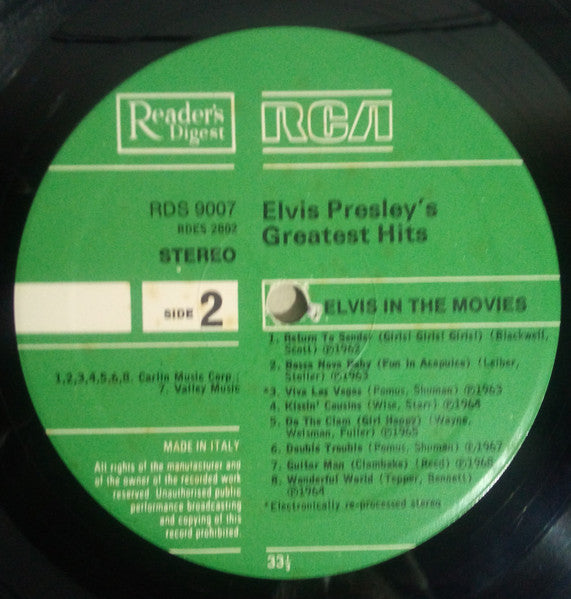 Reader's
Digest
RCA
RDS 9007
RDES 2802
STEREO
SIDE 2
Elvis Presley's
Greatest Hits
ELVIS IN THE MOVIES
1. Return To Sender (Girls! Girls! Girls!) (Blackwell,
Scott) ℗1962
2. Bossa Nova Baby (Fun in Acapulco) (Leiber,
Stoller) ℗1963
*3. Viva Las Vegas (Pomus, Shuman) ℗1963
4. Kissin' Cousins (Wise, Starr) ℗1964
5. Do The Clam (Girl Happy) (Wayne,
Weisman, Fuller) ℗1965
6. Double Trouble (Pomus, Shuman) ℗1967
7. Guitar Man (Clambake) (Reed) ℗1968
8. Wonderful World (Tepper, Bennett)
℗1964
*Electronically re-processed stereo
1,2,3,4,5,6,8. Carlin Music Corp.;
7. Valley Music
MADE IN ITALY
All rights of the manufacturer and
of the owner of the recorded work
reserved. Unauthorised public
performance broadcasting
and copying of this
record prohibited.
33⅓